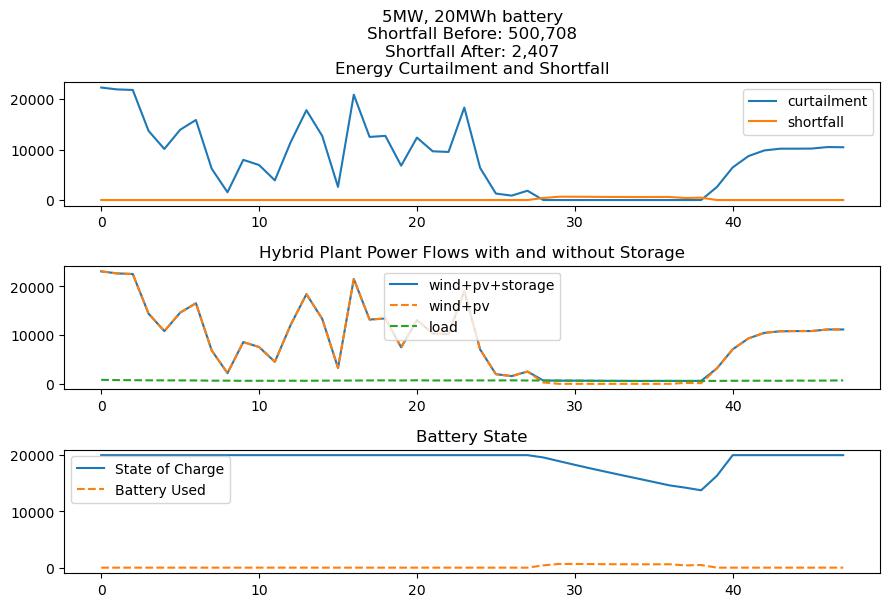 5MW, 20MWh battery
Shortfall Before: 500,708
Shortfall After: 2,407
Energy Curtailment and Shortfall
20000
10000
0
curtailment
shortfall
0 10 20 30 40
Hybrid Plant Power Flows with and without Storage
20000
10000
0
wind+pv+storage
wind+pv
load
0 10 20 30 40
Battery State
20000
10000
0
State of Charge
Battery Used
0 10 20 30 40